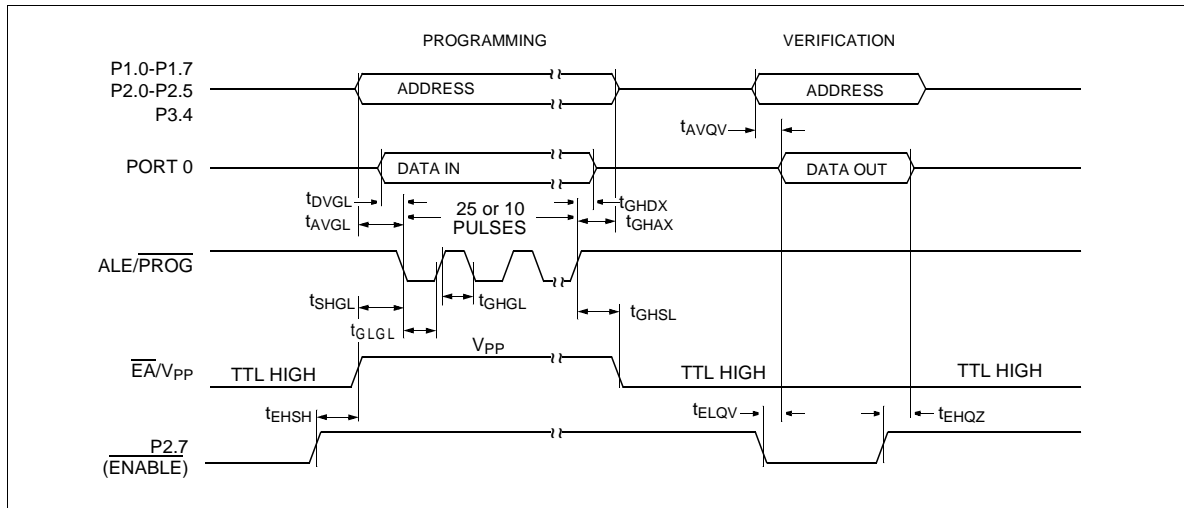 PROGRAMMING VERIFICATION
P1.0-P1.7
P2.0-P2.5
P3.4
ADDRESS ADDRESS
tAVQV
PORT 0 DATA IN DATA OUT
tDVGL
tAVGL
25 or 10
PULSES
tGHDX
tGHAX
ALE/PROG
tSHGL
tGHGL
tGLGL
tGHSL
EA/VPP
TTL HIGH VPP TTL HIGH TTL HIGH
tEHSH
tELQV
tEHQZ
P2.7
(ENABLE)